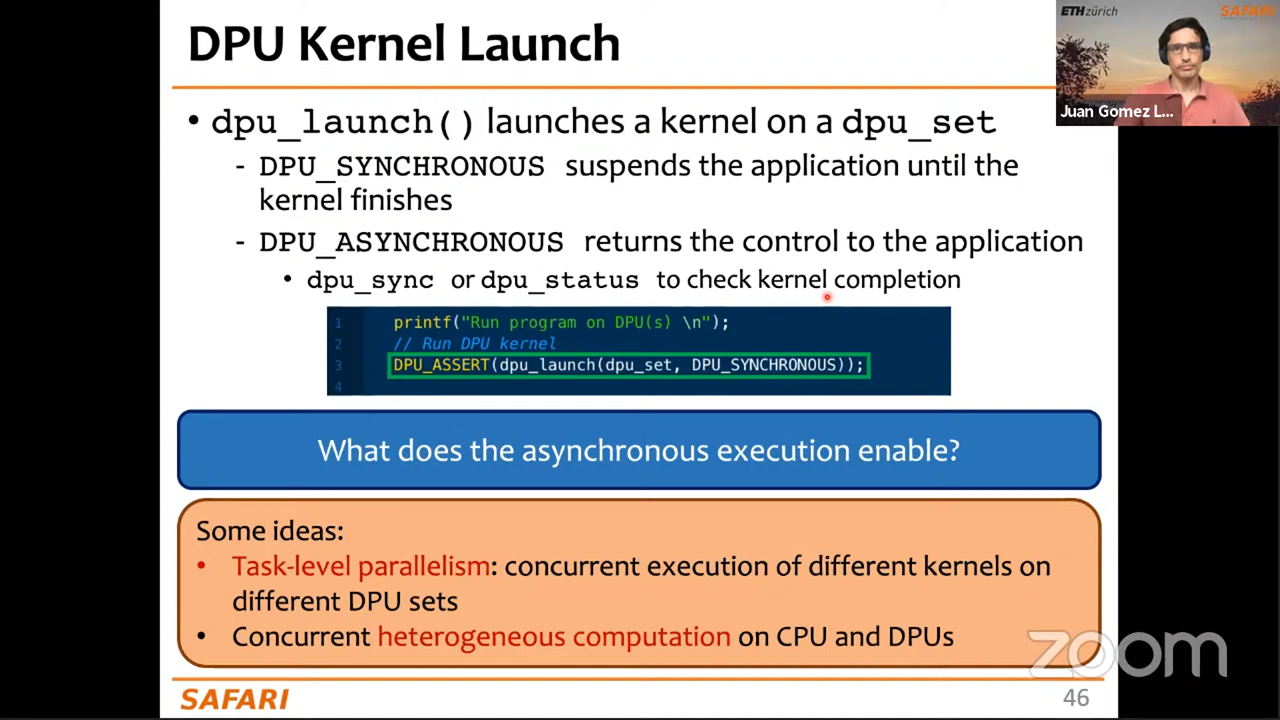 DPU Kernel Launch
ETHzürich
SAFARI
Juan Gomez L...
• dpu_launch() launches a kernel on a dpu_set
- DPU_SYNCHRONOUS suspends the application until the
kernel finishes
- DPU_ASYNCHRONOUS returns the control to the application
• dpu_sync or dpu_status to check kernel completion
1 printf("Run program on DPU(s) \n");
2 // Run DPU kernel
3 DPU_ASSERT(dpu_launch(dpu_set, DPU_SYNCHRONOUS));
4
What does the asynchronous execution enable?
Some ideas:
• Task-level parallelism: concurrent execution of different kernels on
different DPU sets
• Concurrent heterogeneous computation on CPU and DPUs
zoom
SAFARI
46